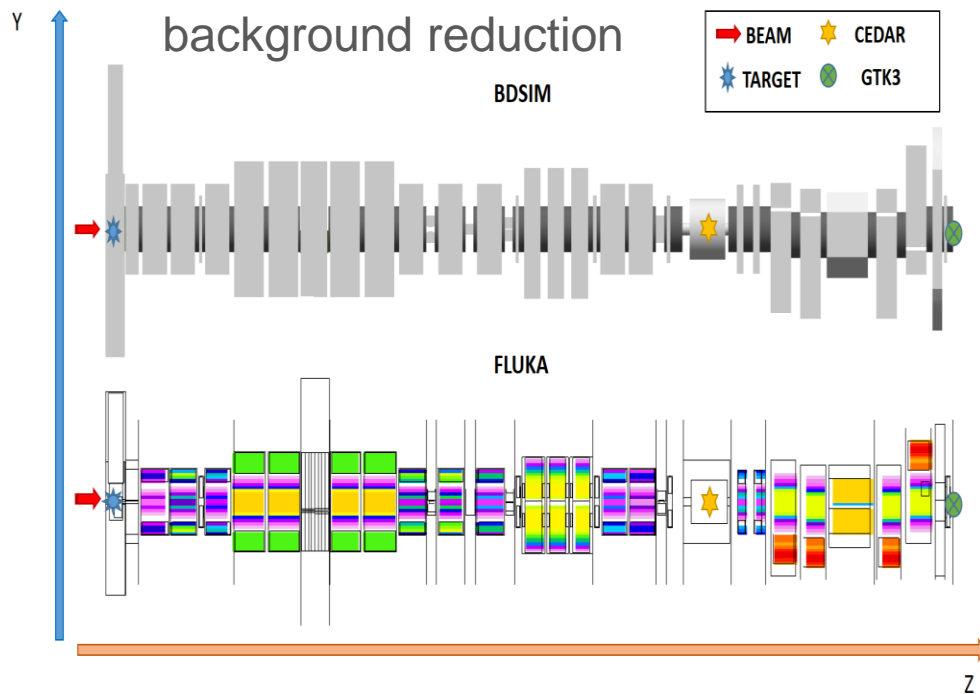 Y
background reduction
BEAM
CEDAR
TARGET
GTK3
BDSIM
FLUKA
Z